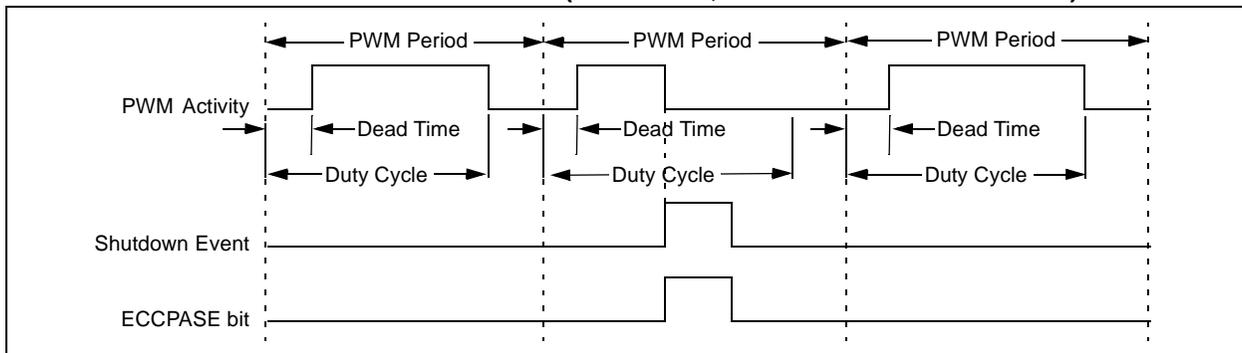 PWM Period PWM Period PWM Period
PWM Activity
Dead Time Dead Time Dead Time
Duty Cycle Duty Cycle Duty Cycle
Shutdown Event
ECCPASE bit